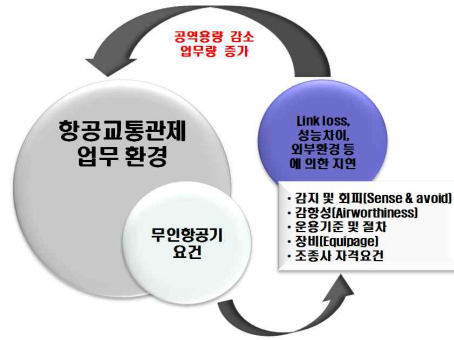 공역용량 감소
업무량 증가
항공교통관제
업무 환경
Link loss,
성능차이,
외부환경 등
에 의한 지연
무인항공기
요건
· 감지 및 회피(Sense & avoid)
· 감항성(Airworthiness)
· 운용기준 및 절차
· 장비(Equipage)
· 조종사 자격요건